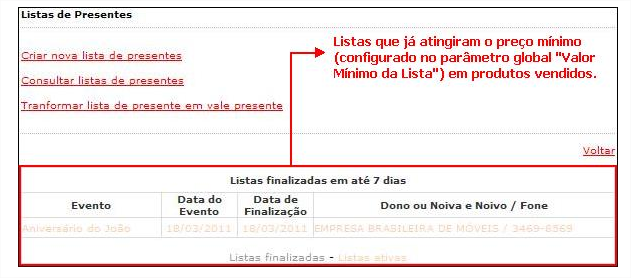 Listas de Presentes
Listas que já atingiram o preço mínimo
(configurado no parâmetro global "Valor
Mínimo da Lista") em produtos vendidos.
Criar nova lista de presentes
Consultar listas de presentes
Tranformar lista de presente em vale presente
Voltar
Listas finalizadas em até 7 dias
Evento Data do Evento Data de Finalização Dono ou Noiva e Noivo / Fone
Aniversário do João 18/03/2011 18/03/2011 EMPRESA BRASILEIRA DE MÓVEIS / 3469-6569
Listas finalizadas - Listas ativas